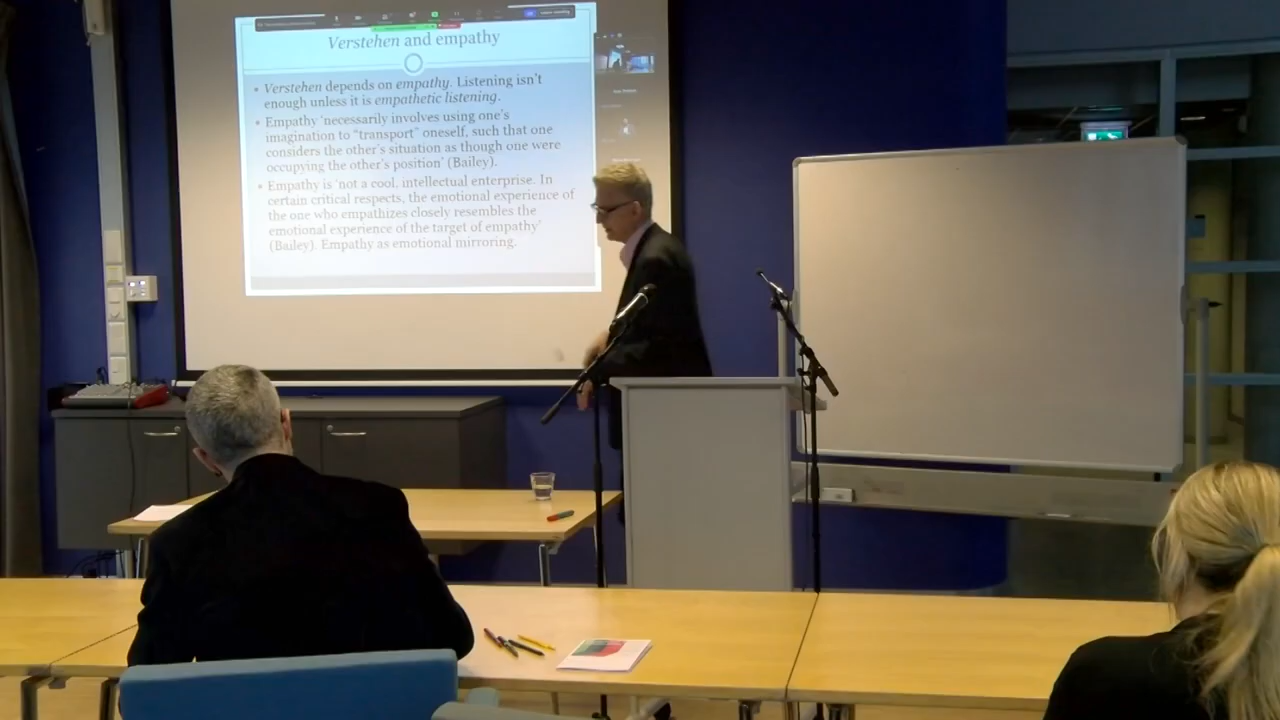 Verstehen and empathy
• Verstehen depends on empathy. Listening isn't
enough unless it is empathetic listening.
• Empathy 'necessarily involves using one's
imagination to "transport" oneself, such that one
considers the other's situation as though one were
occupying the other's position' (Bailey).
• Empathy is 'not a cool, intellectual enterprise. In
certain critical respects, the emotional experience of
the one who empathizes closely resembles the
emotional experience of the target of empathy'
(Bailey). Empathy as emotional mirroring.